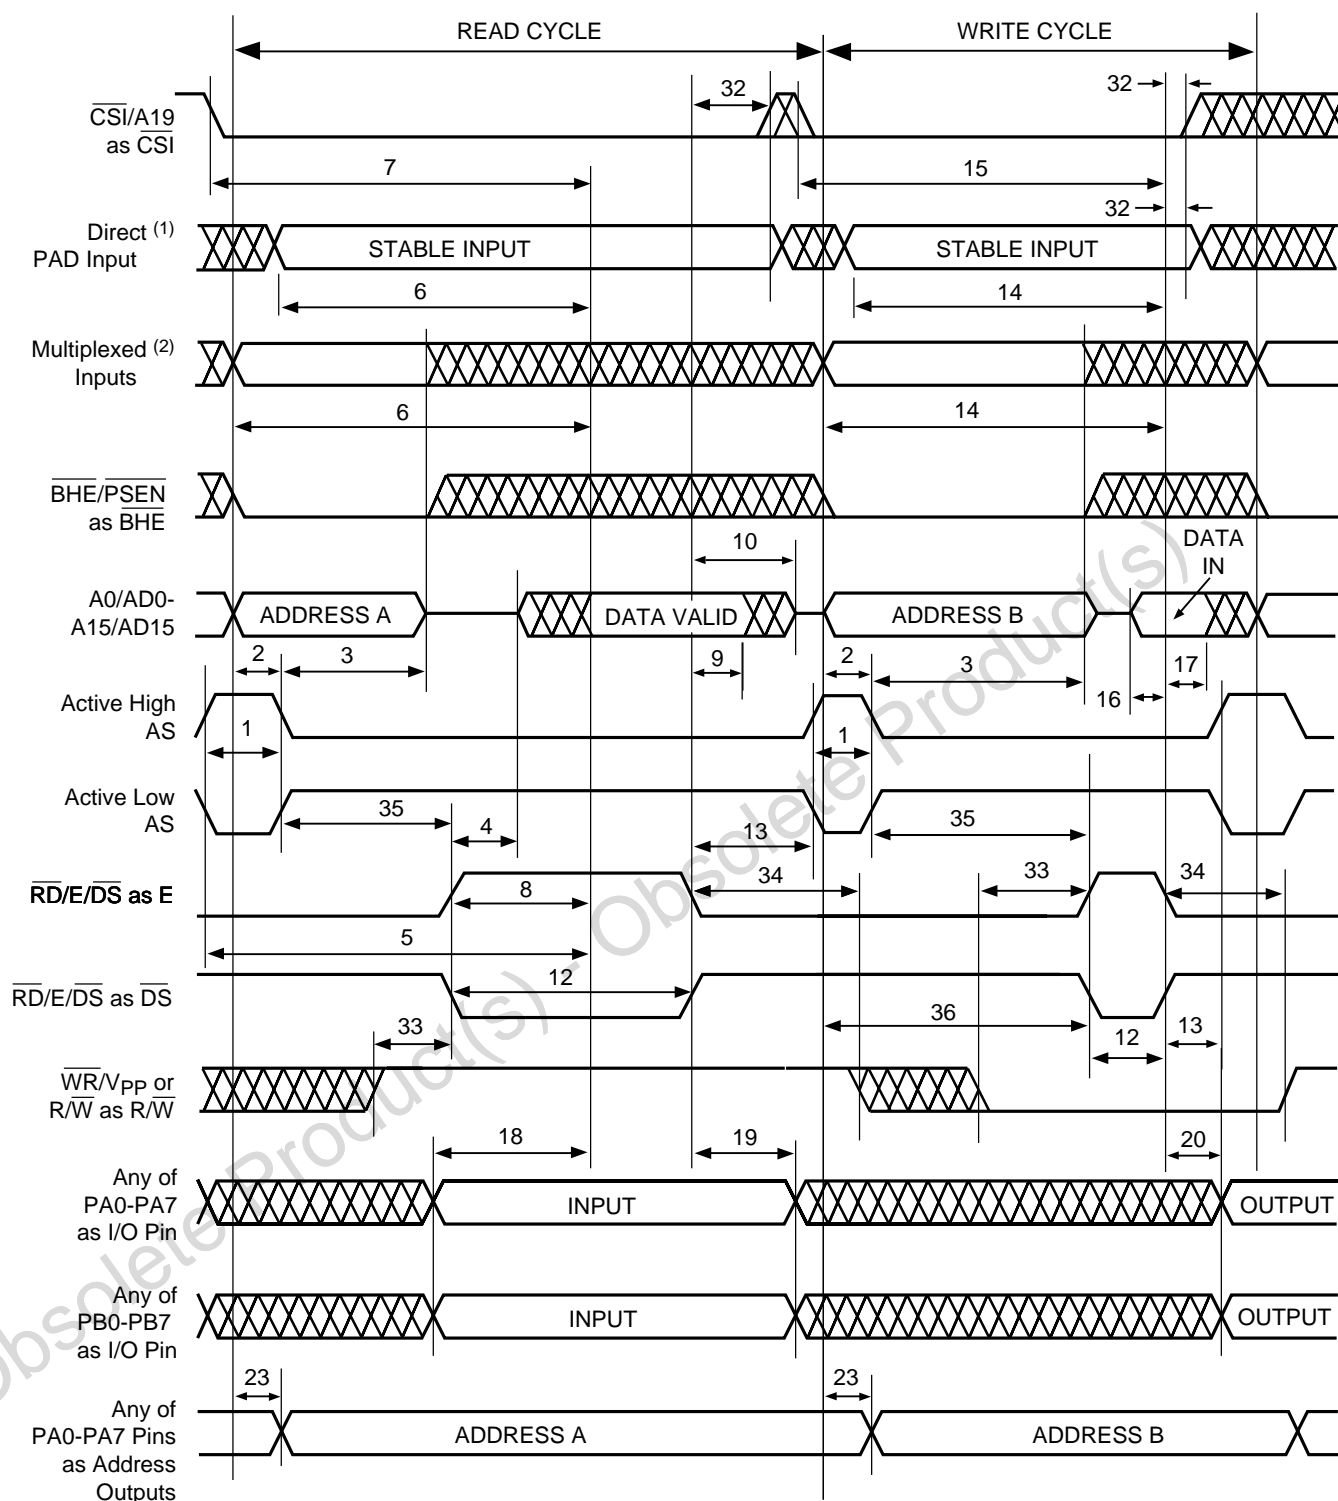 READ CYCLE
WRITE CYCLE
32
32
CSI/A19
as CSI
7
15
32
Direct (1)
PAD Input
STABLE INPUT
STABLE INPUT
6
14
Multiplexed (2)
Inputs
6
14
BHE/PSEN
as BHE
10
DATA
IN
A0/AD0-
A15/AD15
ADDRESS A
DATA VALID
ADDRESS B
2
3
9
2
3
17
16
Active High
AS
1
1
Active Low
AS
35
4
13
35
34
33
34
RD/E/DS as E
8
5
RD/E/DS as DS
12
36
33
12
13
WR/VPP or
R/W as R/W
18
19
20
Any of
PA0-PA7
as I/O Pin
INPUT
OUTPUT
Any of
PB0-PB7
as I/O Pin
INPUT
OUTPUT
23
23
Any of
PA0-PA7 Pins
as Address
Outputs
ADDRESS A
ADDRESS B
Obsolete Product(s) - Obsolete Product(s)